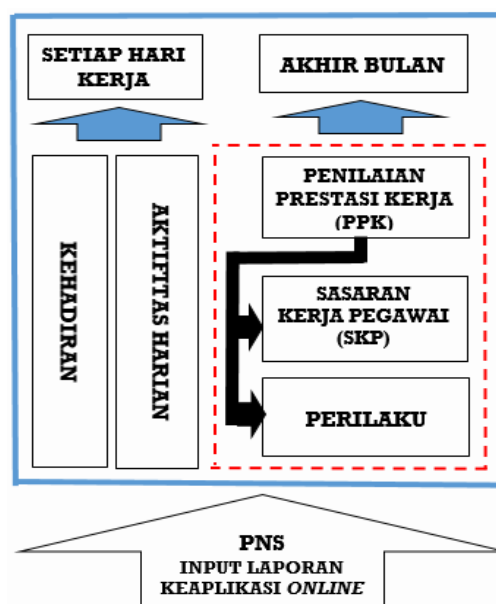 SETIAP HARI
KERJA
AKHIR BULAN
KEHADIRAN
AKTIFITAS HARIAN
PENILAIAN
PRESTASI KERJA
(PPK)
SASARAN
KERJA PEGAWAI
(SKP)
PERILAKU
PNS
INPUT LAPORAN
KEAPLIKASI ONLINE